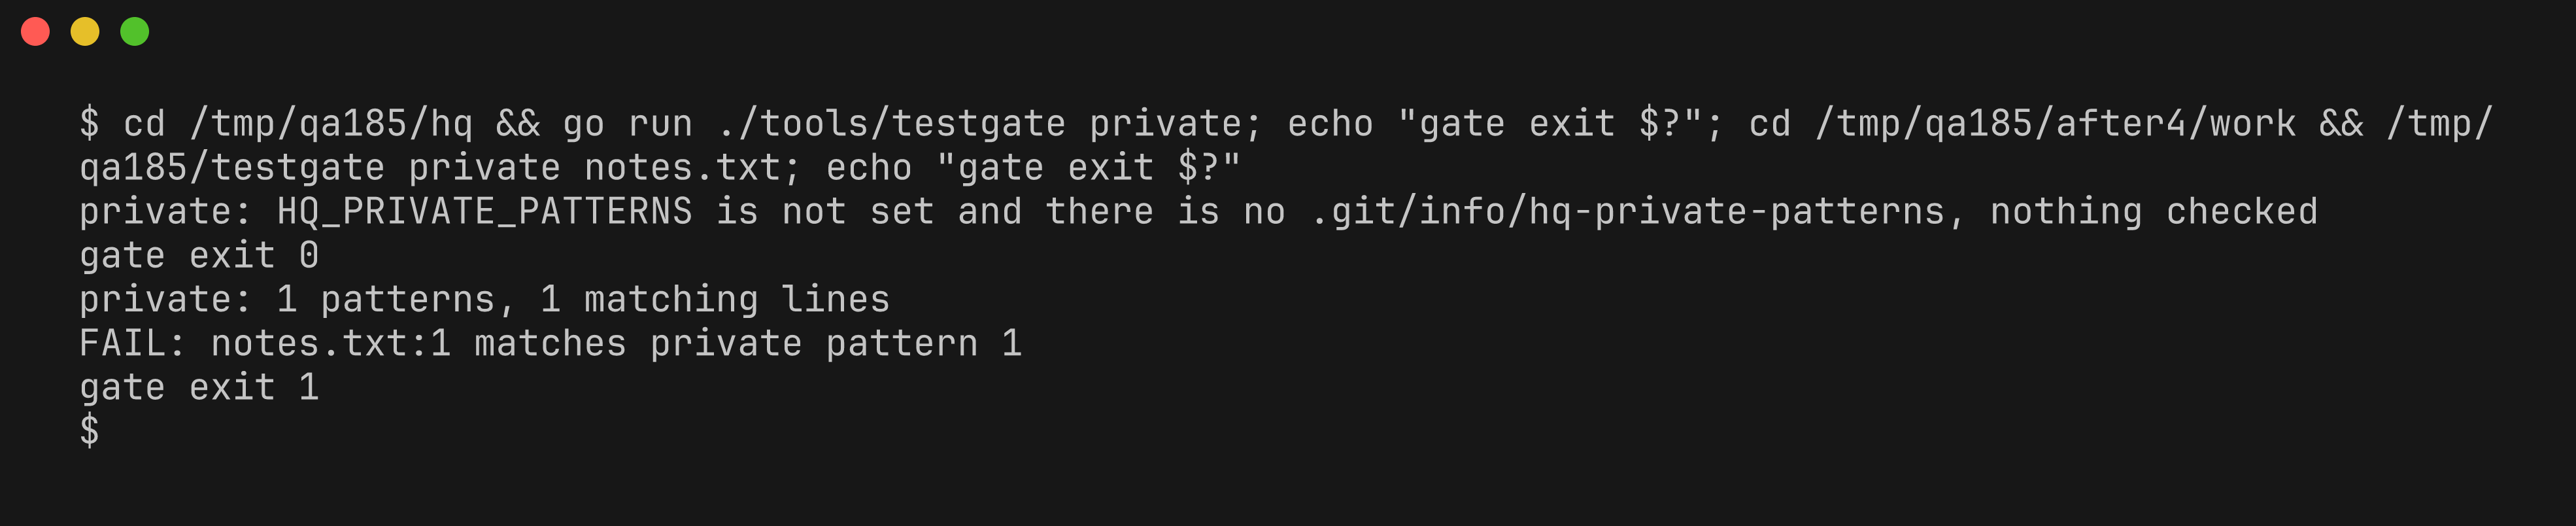 $ cd /tmp/qa185/hq && go run ./tools/testgate private; echo "gate exit $?"; cd /tmp/qa185/after4/work && /tmp/
qa185/testgate private notes.txt; echo "gate exit $?"
private: HQ_PRIVATE_PATTERNS is not set and there is no .git/info/hq-private-patterns, nothing checked
gate exit 0
private: 1 patterns, 1 matching lines
FAIL: notes.txt:1 matches private pattern 1
gate exit 1
$